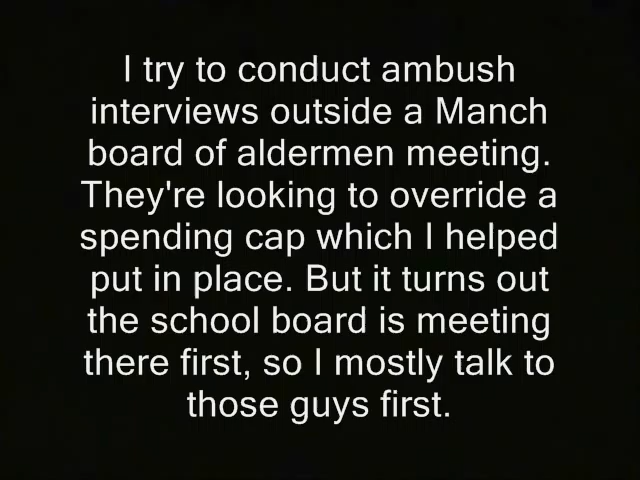 I try to conduct ambush
interviews outside a Manch
board of aldermen meeting.
They're looking to override a
spending cap which I helped
put in place. But it turns out
the school board is meeting
there first, so I mostly talk to
those guys first.